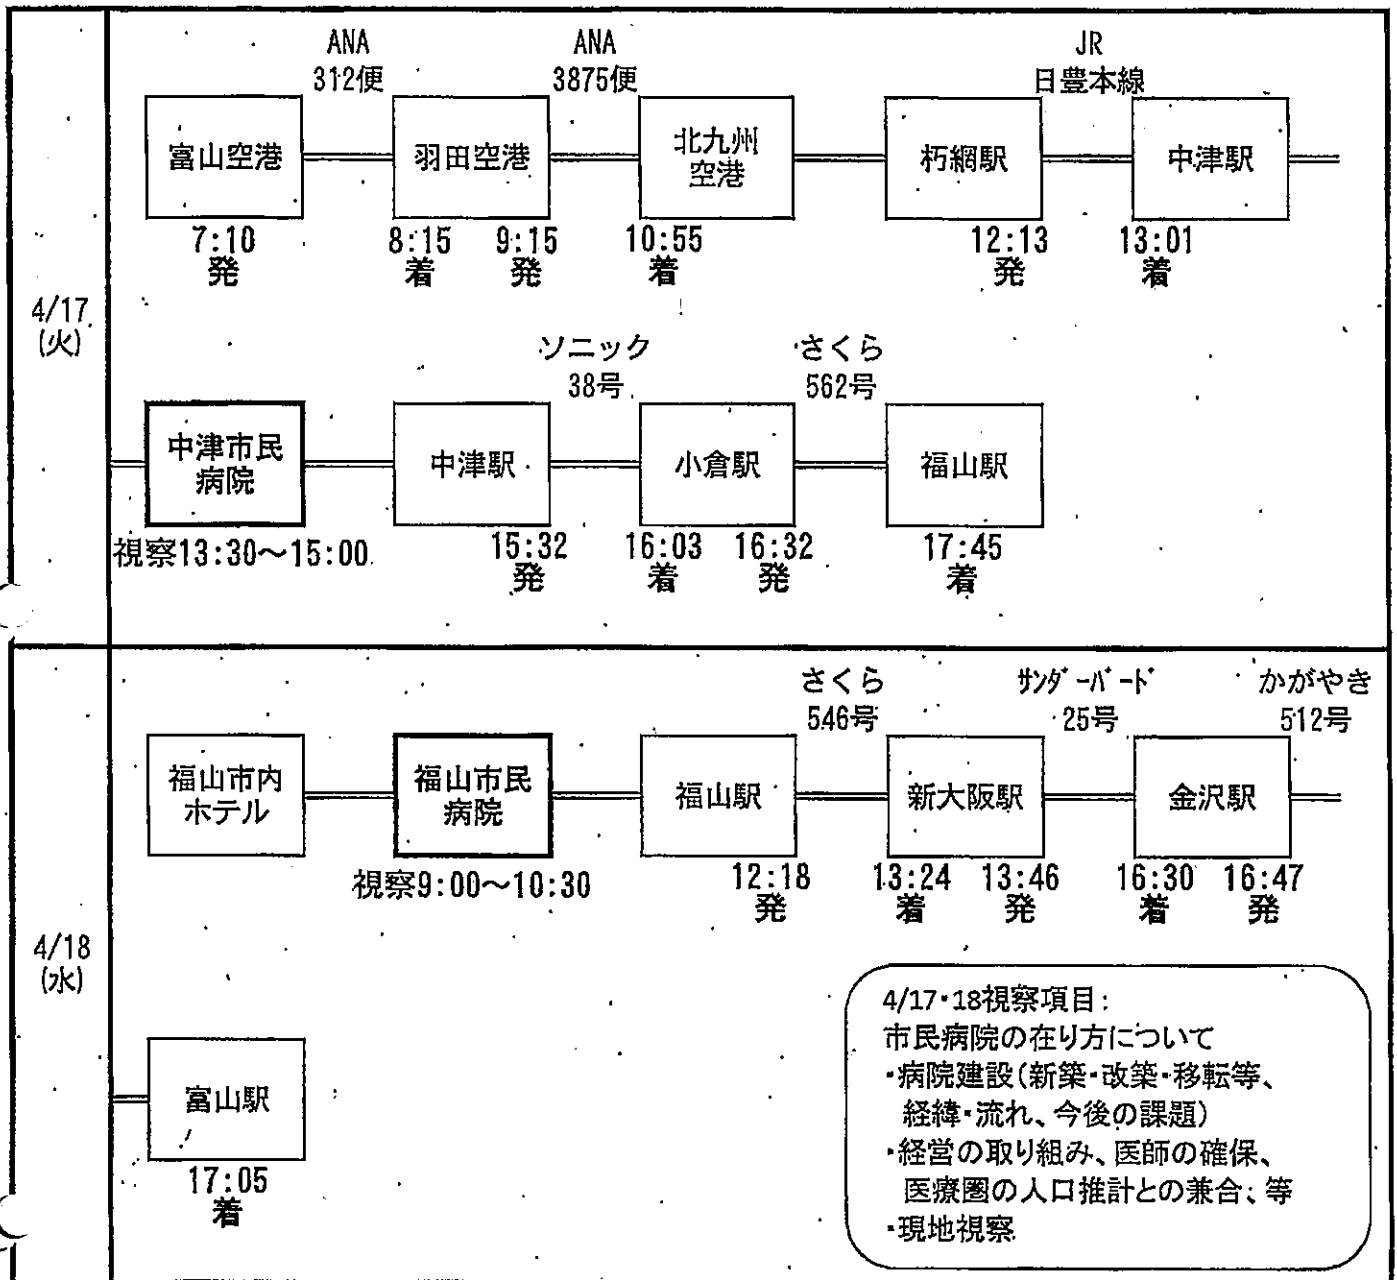 4/17
(火)
ANA
312便
ANA
3875便
JR
日豊本線
富山空港
羽田空港
北九州
空港
朽網駅
中津駅
7:10
発
8:15
着
9:15
発
10:55
着
12:13
発
13:01
着
ソニック
38号
さくら
562号
中津市民
病院
中津駅
小倉駅
福山駅
視察13:30～15:00
15:32
発
16:03
着
16:32
発
17:45
着
4/18
(水)
さくら
546号
ｻﾝﾀﾞｰﾊﾞｰﾄﾞ
25号
かがやき
512号
福山市内
ホテル
福山市民
病院
福山駅
新大阪駅
金沢駅
視察9:00～10:30
12:18
発
13:24
着
13:46
発
16:30
着
16:47
発
富山駅
17:05
着
4/17・18視察項目：
市民病院の在り方について
・病院建設（新築・改築・移転等、
経緯・流れ、今後の課題）
・経営の取り組み、医師の確保、
医療圏の人口推計との兼合、等
・現地視察